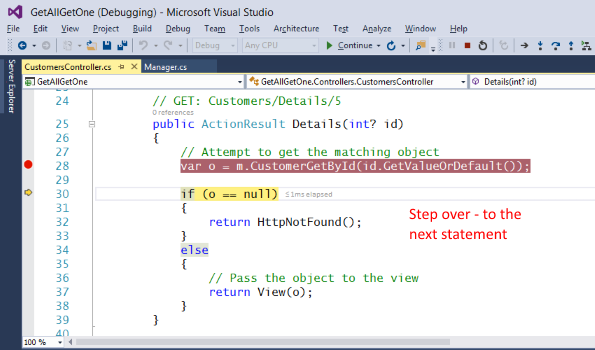 GetAllGetOne (Debugging) - Microsoft Visual Studio
File Edit View Project Build Debug Team Tools Architecture Test Analyze Window Help
Debug Any CPU Continue
Server Explorer
CustomersController.cs Manager.cs
GetAllGetOne GetAllGetOne.Controllers.CustomersController Details(int? id)
24 // GET: Customers/Details/5
0 references
25 public ActionResult Details(int? id)
26 {
27 // Attempt to get the matching object
28 var o = m.CustomerGetById(id.GetValueOrDefault());
29
30 if (o == null) ≤1ms elapsed
31 {
32 return HttpNotFound();
33 }
34 else
35 {
36 // Pass the object to the view
37 return View(o);
38 }
39 }
40
Step over - to the
next statement
100 %